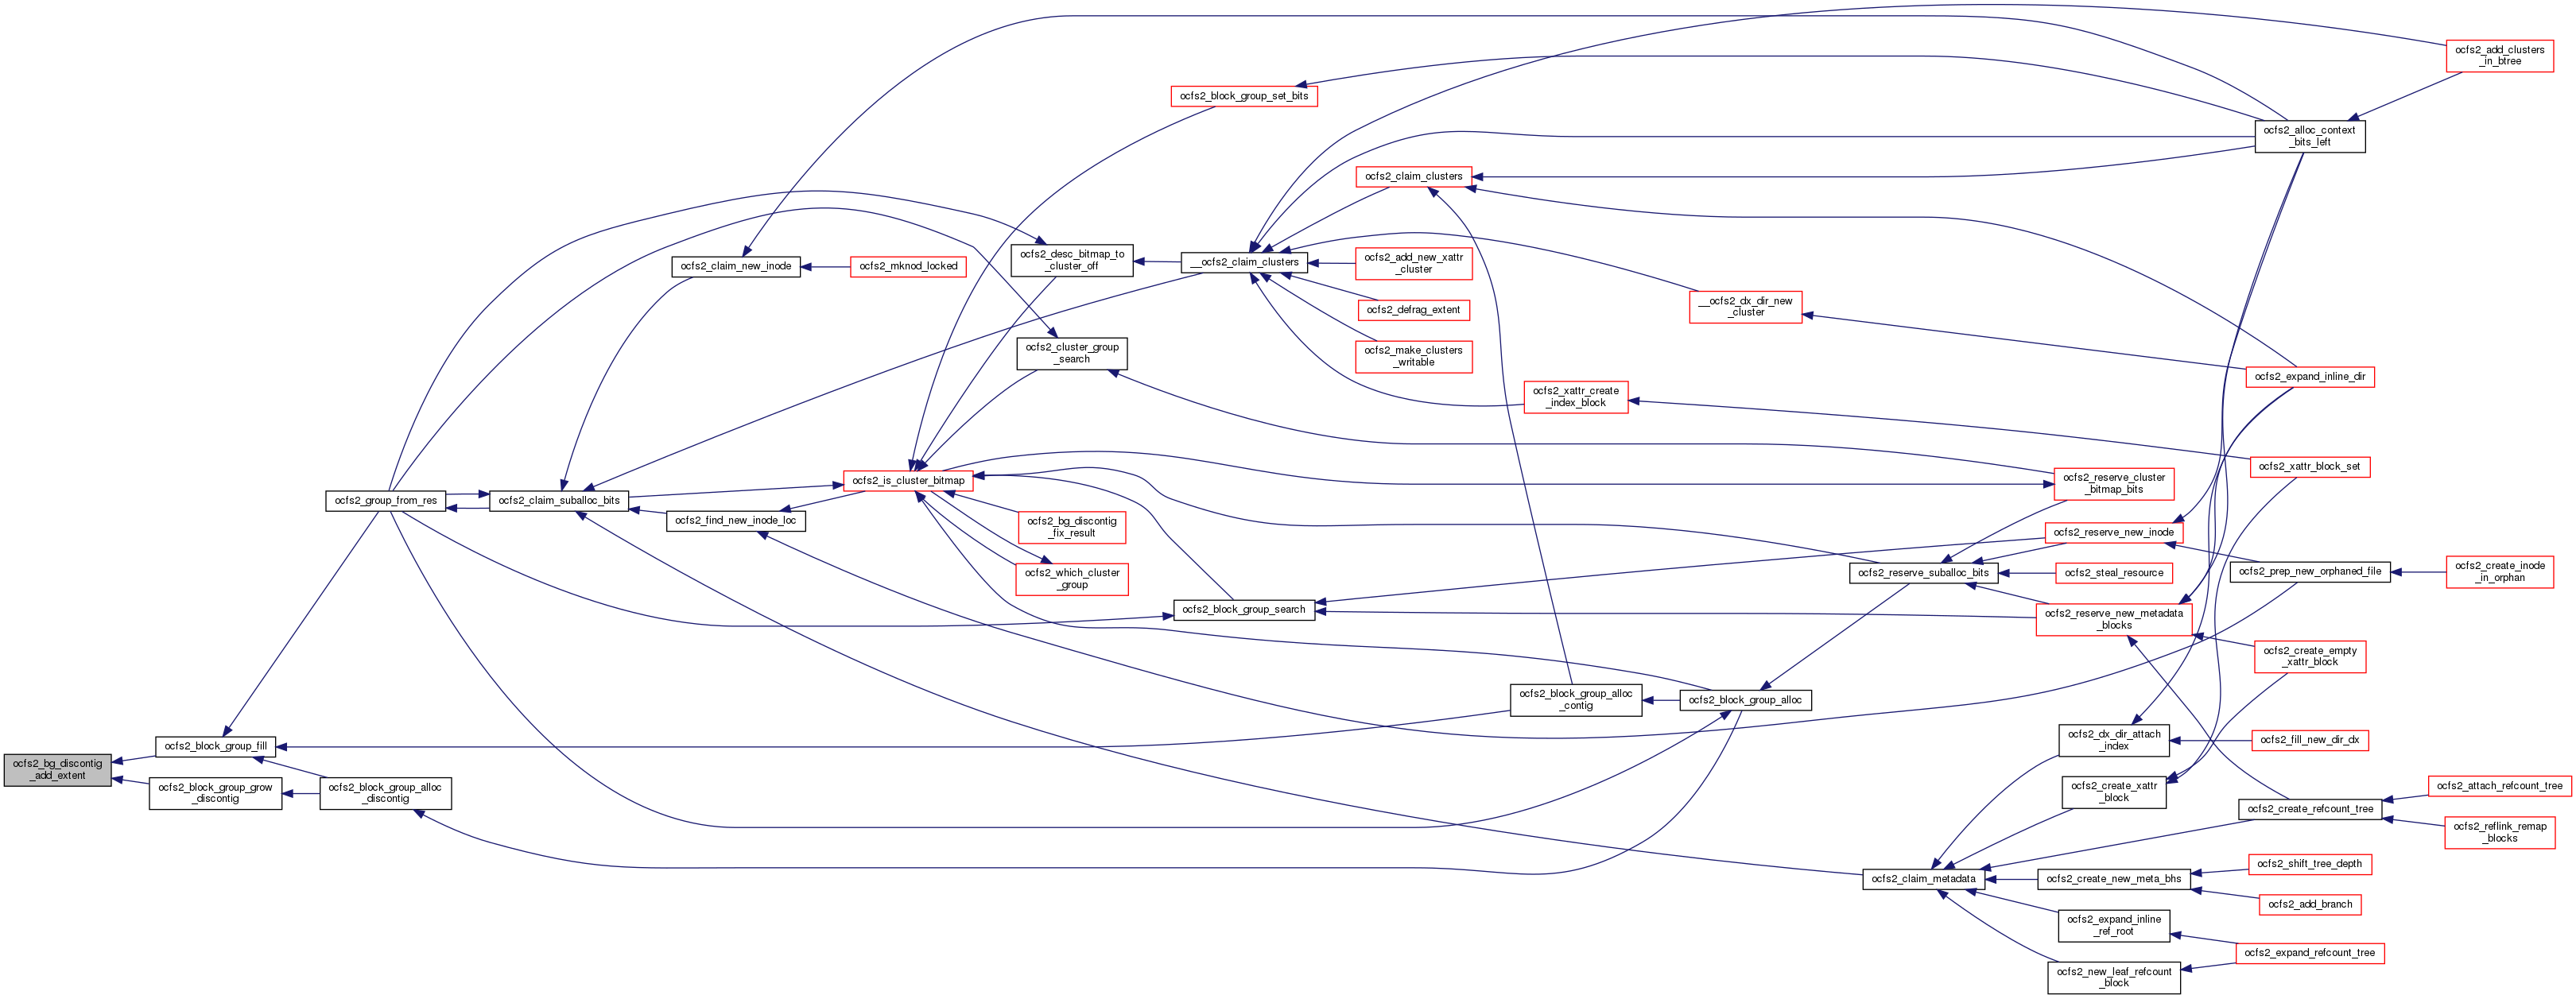 ocfs2_bg_discontig
_add_extent
ocfs2_block_group_fill
ocfs2_block_group_grow
_discontig
ocfs2_group_from_res
ocfs2_block_group_alloc
_discontig
ocfs2_claim_suballoc_bits
ocfs2_claim_new_inode
ocfs2_find_new_inode_loc
ocfs2_mknod_locked
ocfs2_is_cluster_bitmap
ocfs2_desc_bitmap_to
_cluster_off
ocfs2_cluster_group
_search
ocfs2_bg_discontig
_fix_result
ocfs2_which_cluster
_group
ocfs2_block_group_set_bits
__ocfs2_claim_clusters
ocfs2_block_group_search
ocfs2_claim_clusters
ocfs2_add_new_xattr
_cluster
ocfs2_defrag_extent
ocfs2_make_clusters
_writable
ocfs2_xattr_create
_index_block
ocfs2_block_group_alloc
_contig
__ocfs2_dx_dir_new
_cluster
ocfs2_block_group_alloc
ocfs2_reserve_suballoc_bits
ocfs2_claim_metadata
ocfs2_reserve_cluster
_bitmap_bits
ocfs2_reserve_new_inode
ocfs2_steal_resource
ocfs2_reserve_new_metadata
_blocks
ocfs2_dx_dir_attach
_index
ocfs2_create_xattr
_block
ocfs2_create_new_meta_bhs
ocfs2_expand_inline
_ref_root
ocfs2_new_leaf_refcount
_block
ocfs2_alloc_context
_bits_left
ocfs2_expand_inline_dir
ocfs2_xattr_block_set
ocfs2_prep_new_orphaned_file
ocfs2_create_empty
_xattr_block
ocfs2_fill_new_dir_dx
ocfs2_create_refcount_tree
ocfs2_shift_tree_depth
ocfs2_add_branch
ocfs2_expand_refcount_tree
ocfs2_add_clusters
_in_btree
ocfs2_create_inode
_in_orphan
ocfs2_attach_refcount_tree
ocfs2_reflink_remap
_blocks